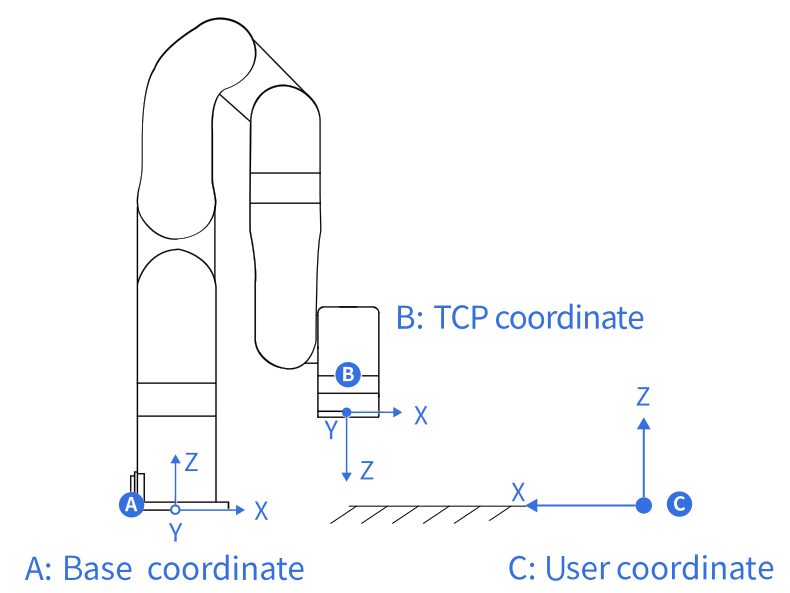 B: TCP coordinate
B
Z
X
Y
Z
Z
X
A
X
C
Y
A: Base coordinate
C: User coordinate